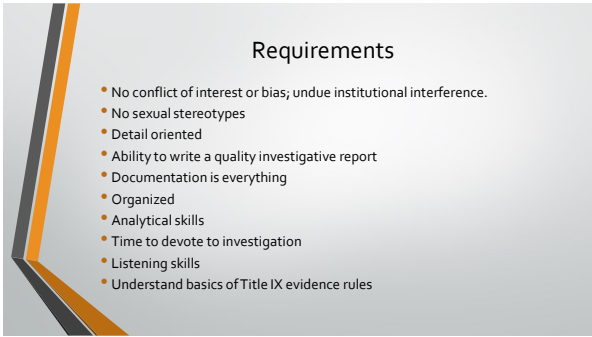 Requirements
• No conflict of interest or bias; undue institutional interference.
• No sexual stereotypes
• Detail oriented
• Ability to write a quality investigative report
• Documentation is everything
• Organized
• Analytical skills
• Time to devote to investigation
• Listening skills
• Understand basics of Title IX evidence rules